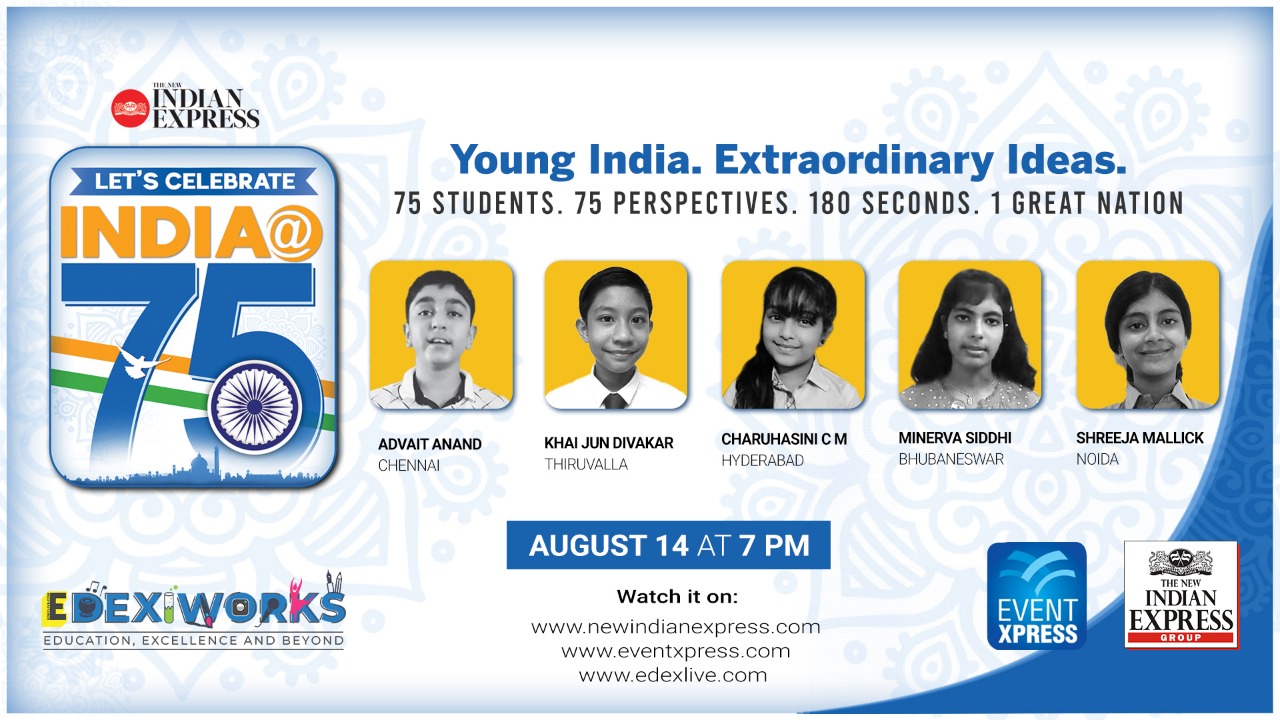 THE NEW
INDIAN
EXPRESS
LET'S CELEBRATE
INDIA@
75
Young India. Extraordinary Ideas.
75 STUDENTS. 75 PERSPECTIVES. 180 SECONDS. 1 GREAT NATION
ADVAIT ANAND
CHENNAI
KHAI JUN DIVAKAR
THIRUVALLA
CHARUHASINI C M
HYDERABAD
MINERVA SIDDHI
BHUBANESWAR
SHREEJA MALLICK
NOIDA
AUGUST 14 AT 7 PM
Watch it on:
www.newindianexpress.com
www.eventxpress.com
www.edexlive.com
EDEXIWORKS
EDUCATION, EXCELLENCE AND BEYOND
EVENT
XPRESS
THE NEW
INDIAN
EXPRESS
GROUP